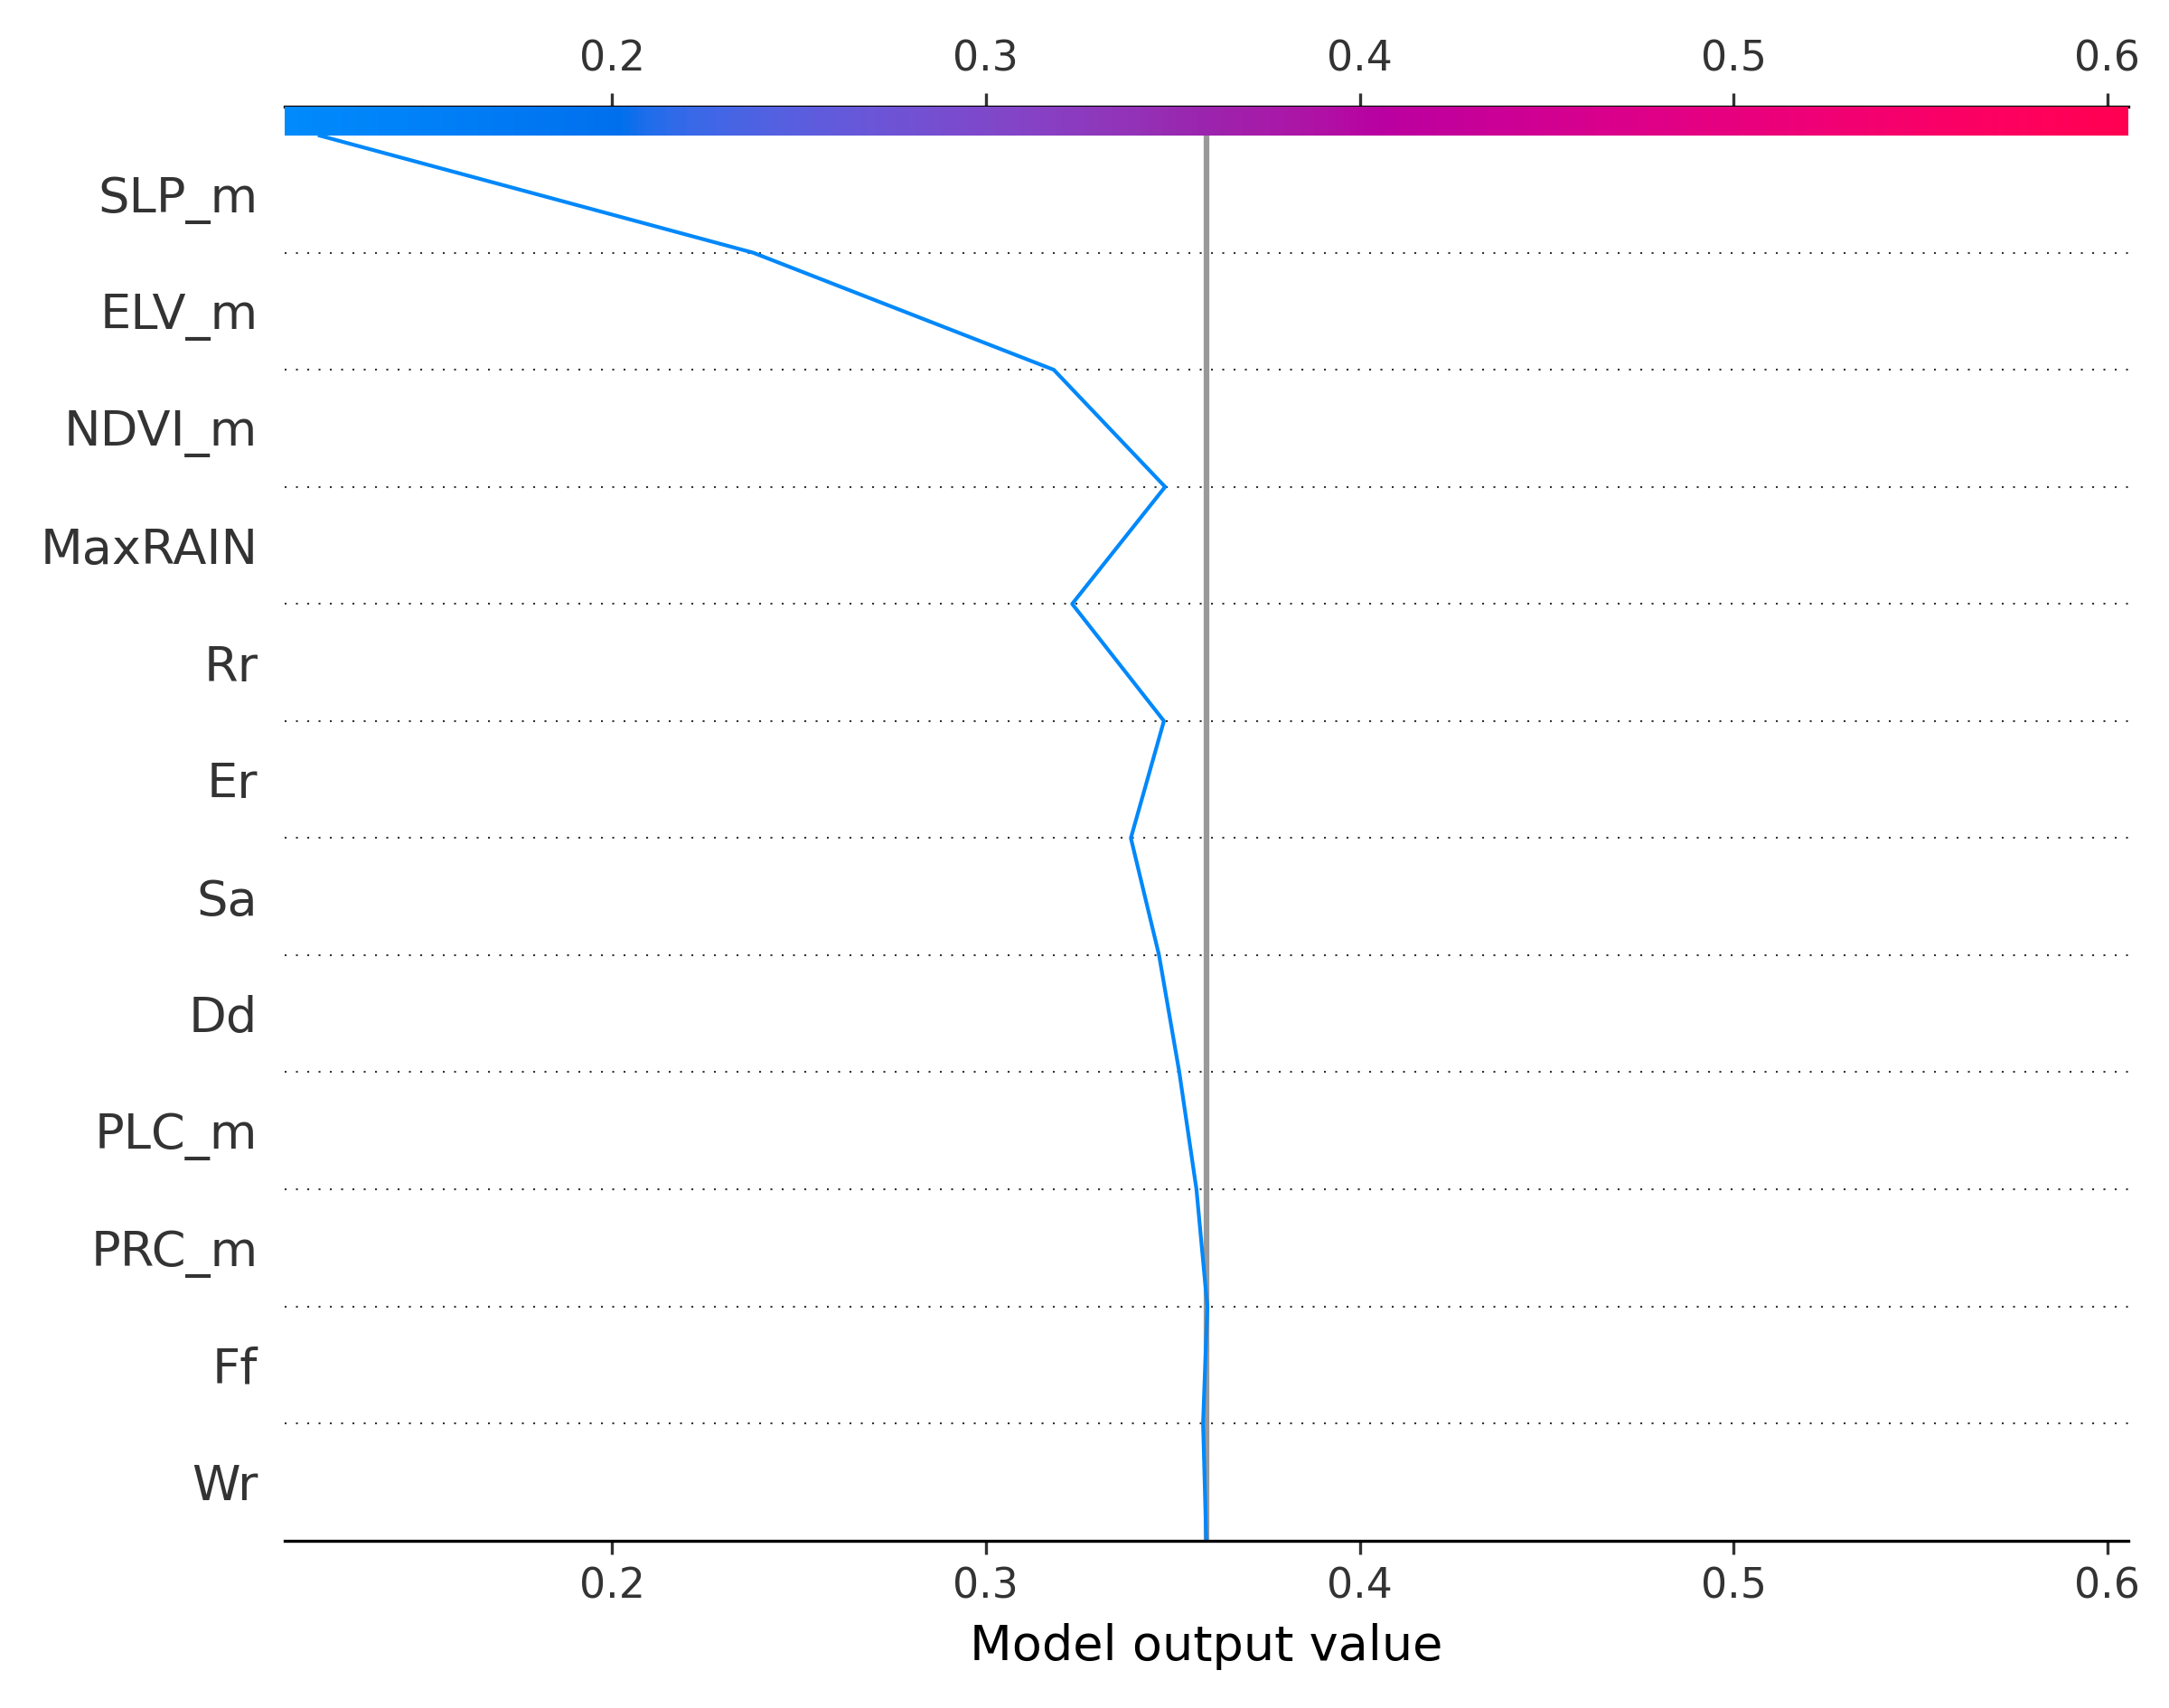 0.2 0.3 0.4 0.5 0.6
SLP_m
ELV_m
NDVI_m
MaxRAIN
Rr
Er
Sa
Dd
PLC_m
PRC_m
Ff
Wr
0.2 0.3 0.4 0.5 0.6
Model output value